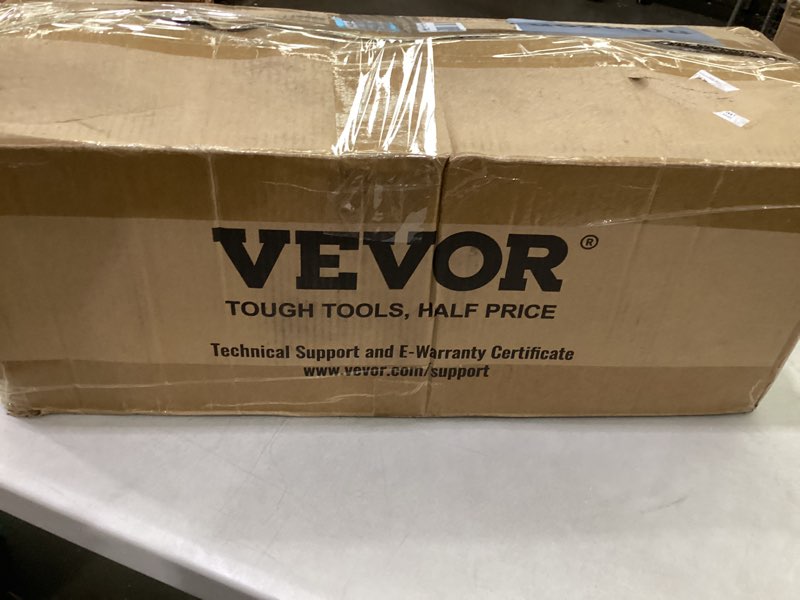 VEVOR®
TOUGH TOOLS, HALF PRICE
Technical Support and E-Warranty Certificate
www.vevor.com/support